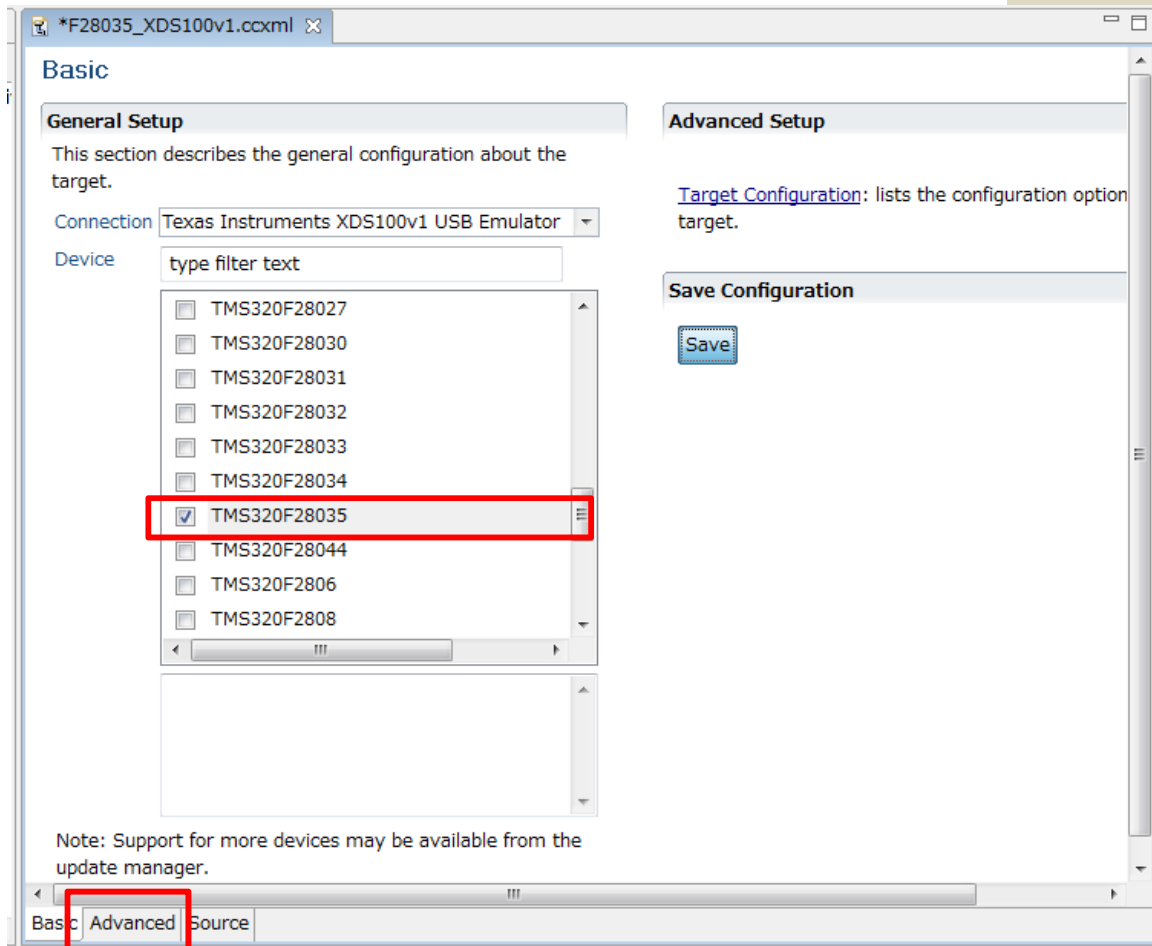 *F28035_XDS100v1.ccxml
Basic
General Setup
This section describes the general configuration about the
target.
Connection Texas Instruments XDS100v1 USB Emulator
Device type filter text
TMS320F28027
TMS320F28030
TMS320F28031
TMS320F28032
TMS320F28033
TMS320F28034
TMS320F28035
TMS320F28044
TMS320F2806
TMS320F2808
Note: Support for more devices may be available from the
update manager.
Advanced Setup
Target Configuration: lists the configuration option
target.
Save Configuration
Save
Basic Advanced Source